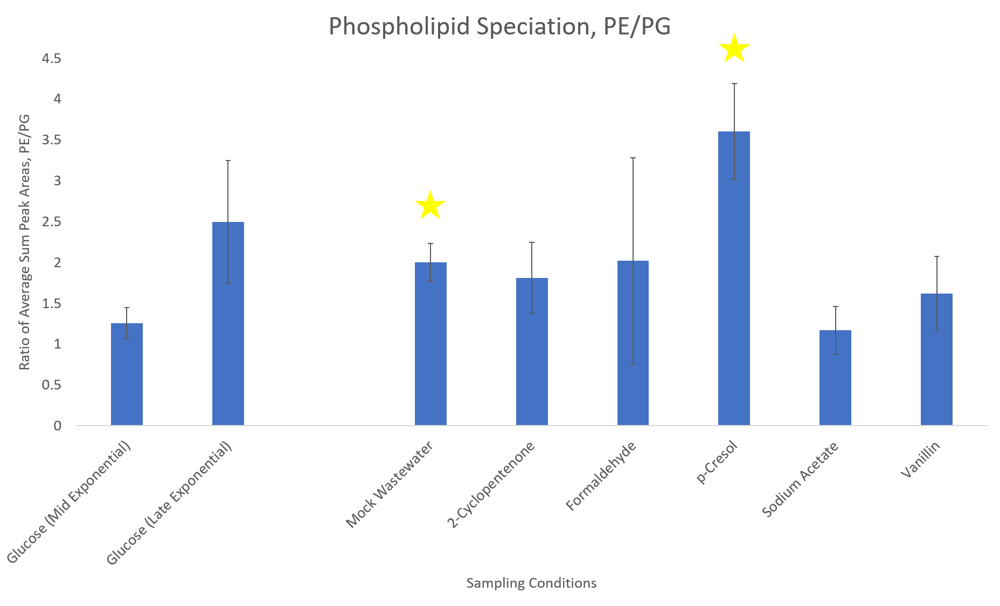 Phospholipid Speciation, PE/PG
Ratio of Average Sum Peak Areas, PE/PG
4.5
4
3.5
3
2.5
2
1.5
1
0.5
0
Glucose (Mid Exponential)
Glucose (Late Exponential)
Mock Wastewater
2-Cyclopentenone
Formaldehyde
p-Cresol
Sodium Acetate
Vanillin
Sampling Conditions